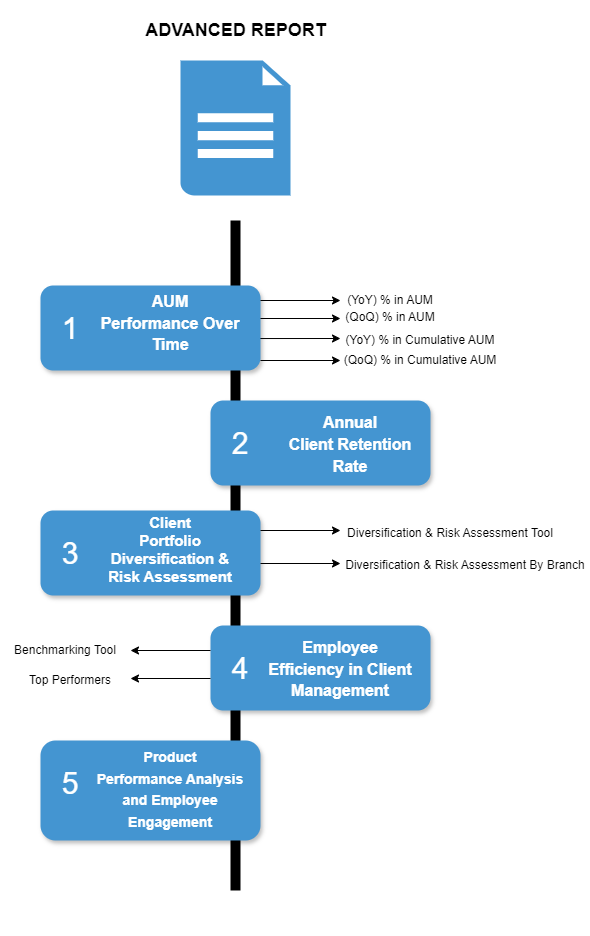 ADVANCED REPORT
1
AUM
Performance Over
Time
(YoY) % in AUM
(QoQ) % in AUM
(YoY) % in Cumulative AUM
(QoQ) % in Cumulative AUM
2
Annual
Client Retention
Rate
3
Client
Portfolio
Diversification &
Risk Assessment
Diversification & Risk Assessment Tool
Diversification & Risk Assessment By Branch
4
Employee
Efficiency in Client
Management
Benchmarking Tool
Top Performers
5
Product
Performance Analysis
and Employee
Engagement